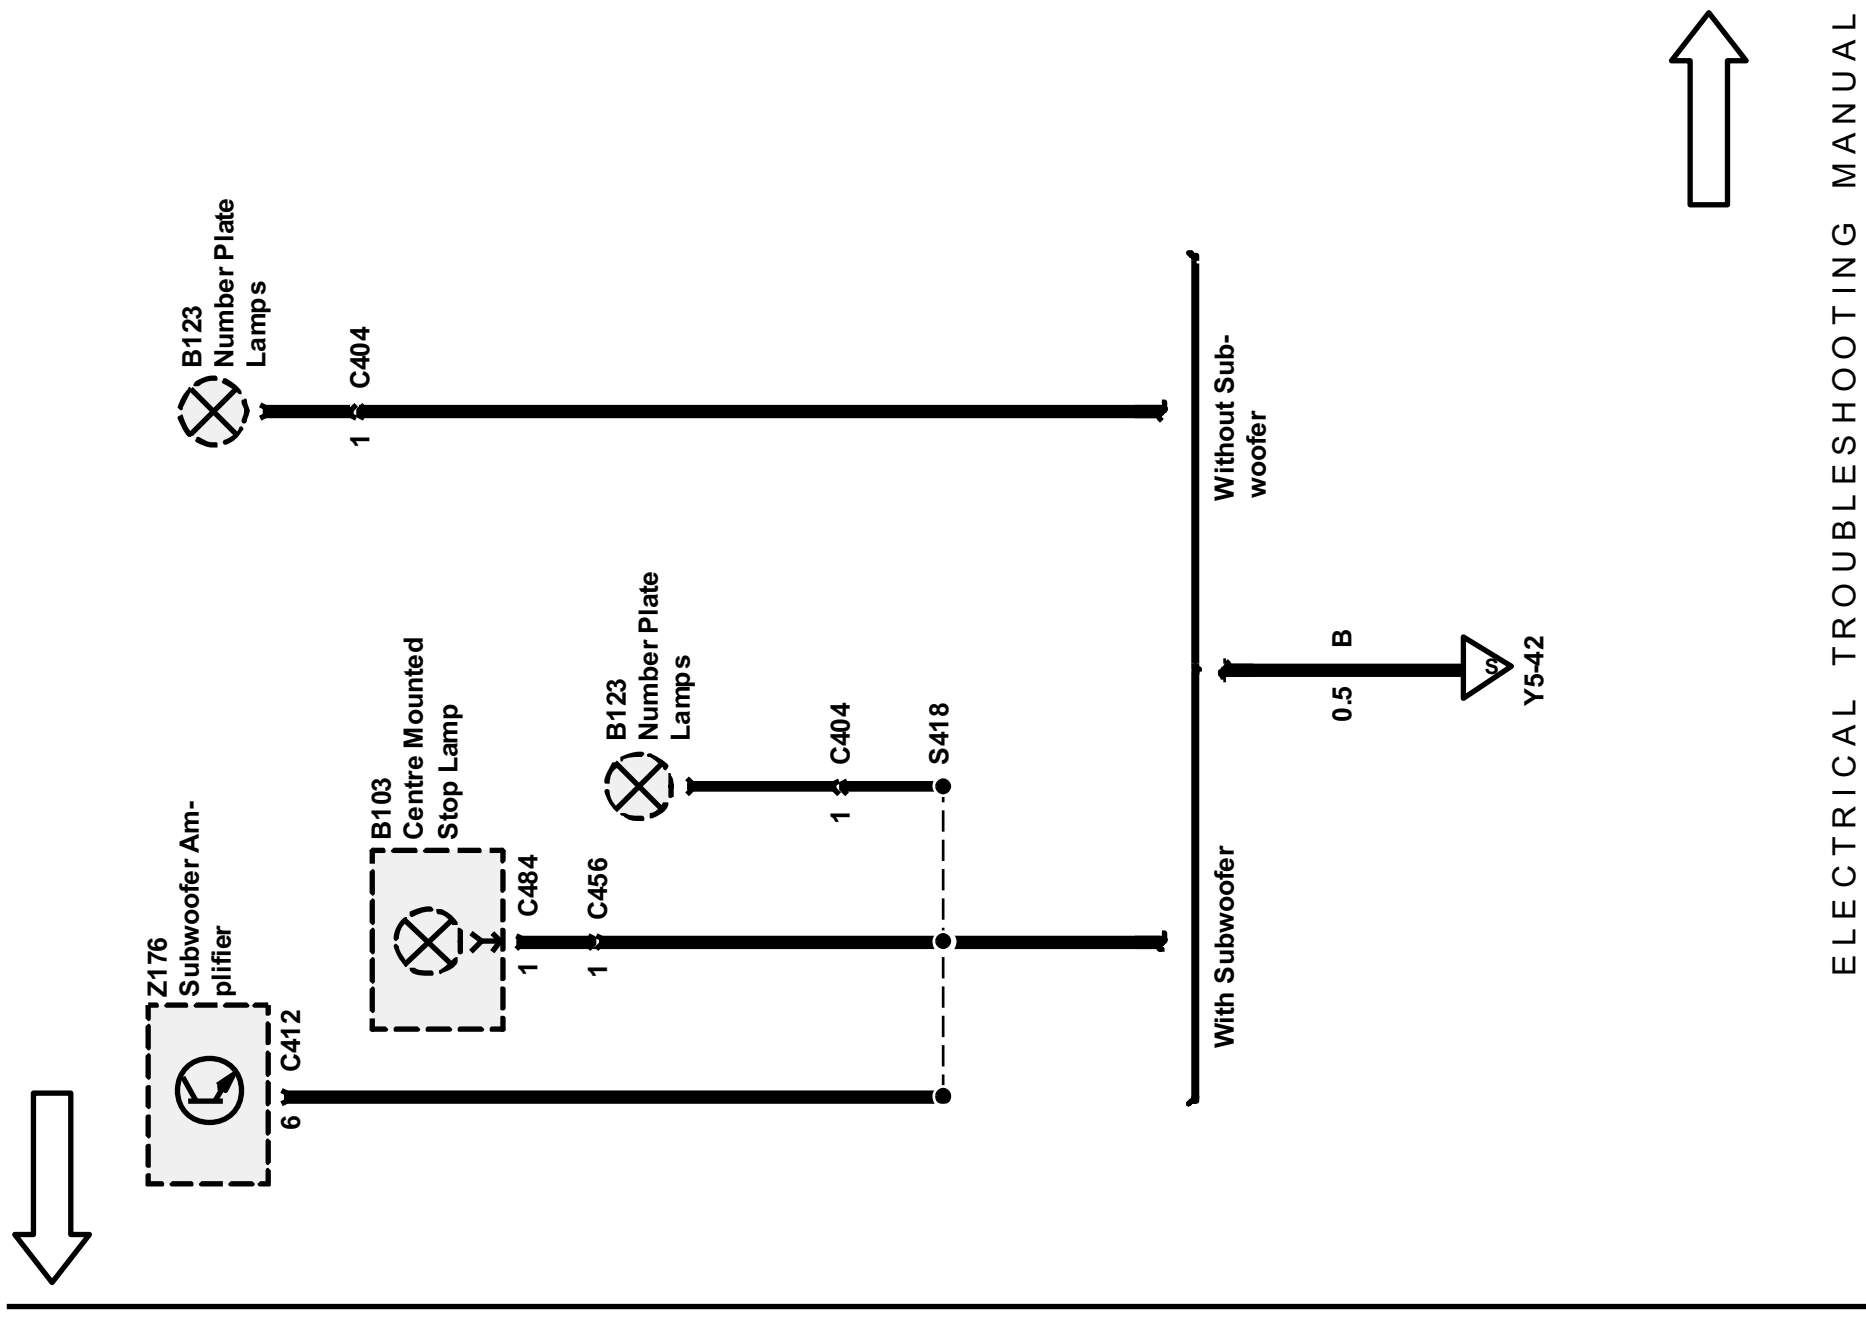 Z176
Subwoofer Am-
plifier
C412
6
B103
Centre Mounted
Stop Lamp
C484
1
C456
1
B123
Number Plate
Lamps
C404
1
S418
B123
Number Plate
Lamps
C404
1
With Subwoofer
Without Sub-
woofer
0.5 B
S
Y5-42
ELECTRICAL TROUBLESHOOTING MANUAL